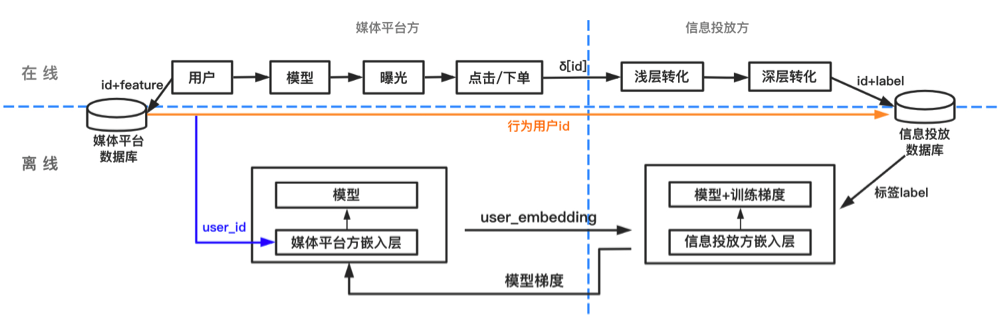 媒体平台方
信息投放方
在 线
id+feature
用户
模型
曝光
点击/下单
δ[id]
浅层转化
深层转化
id+label
行为用户id
媒体平台
数据库
信息投放
数据库
离 线
模型
user_id
媒体平台方嵌入层
user_embedding
模型+训练梯度
信息投放方嵌入层
标签label
模型梯度